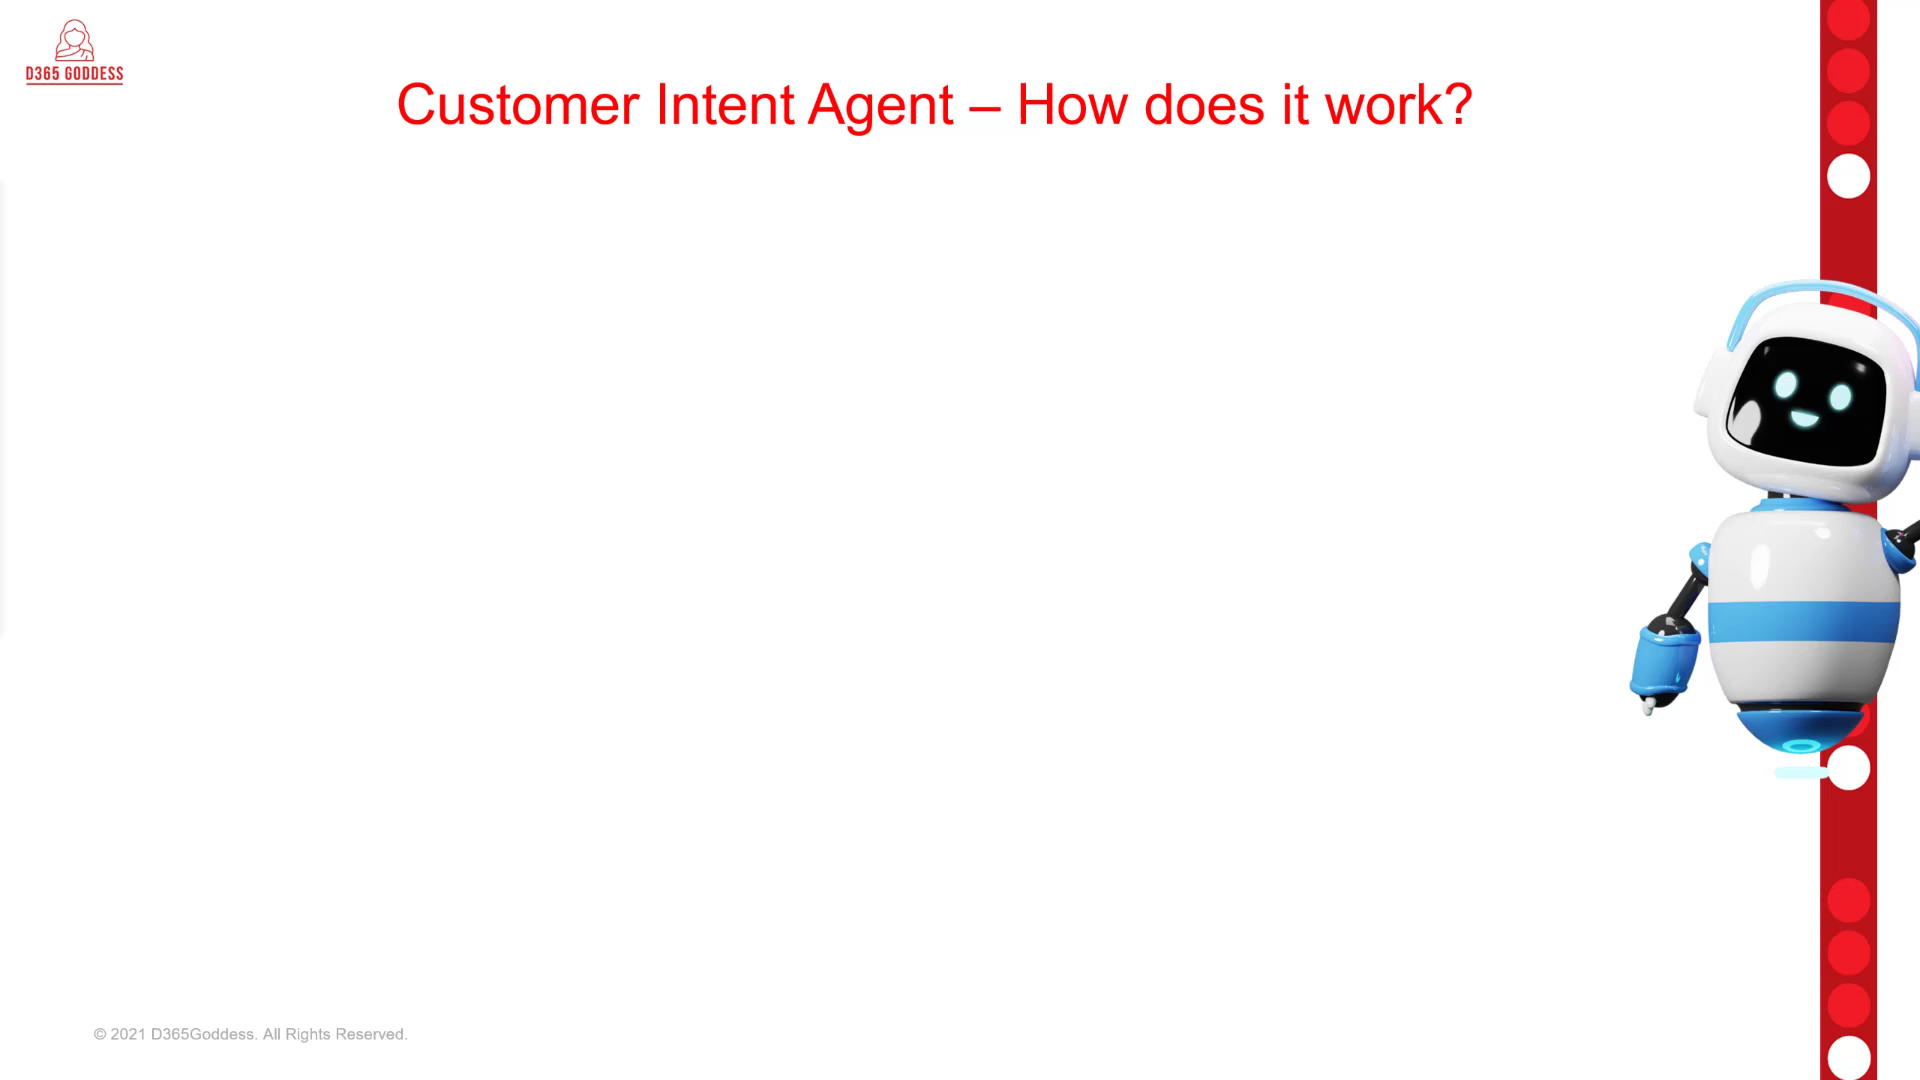 D365 GODDESS
Customer Intent Agent – How does it work?
© 2021 D365Goddess. All Rights Reserved.